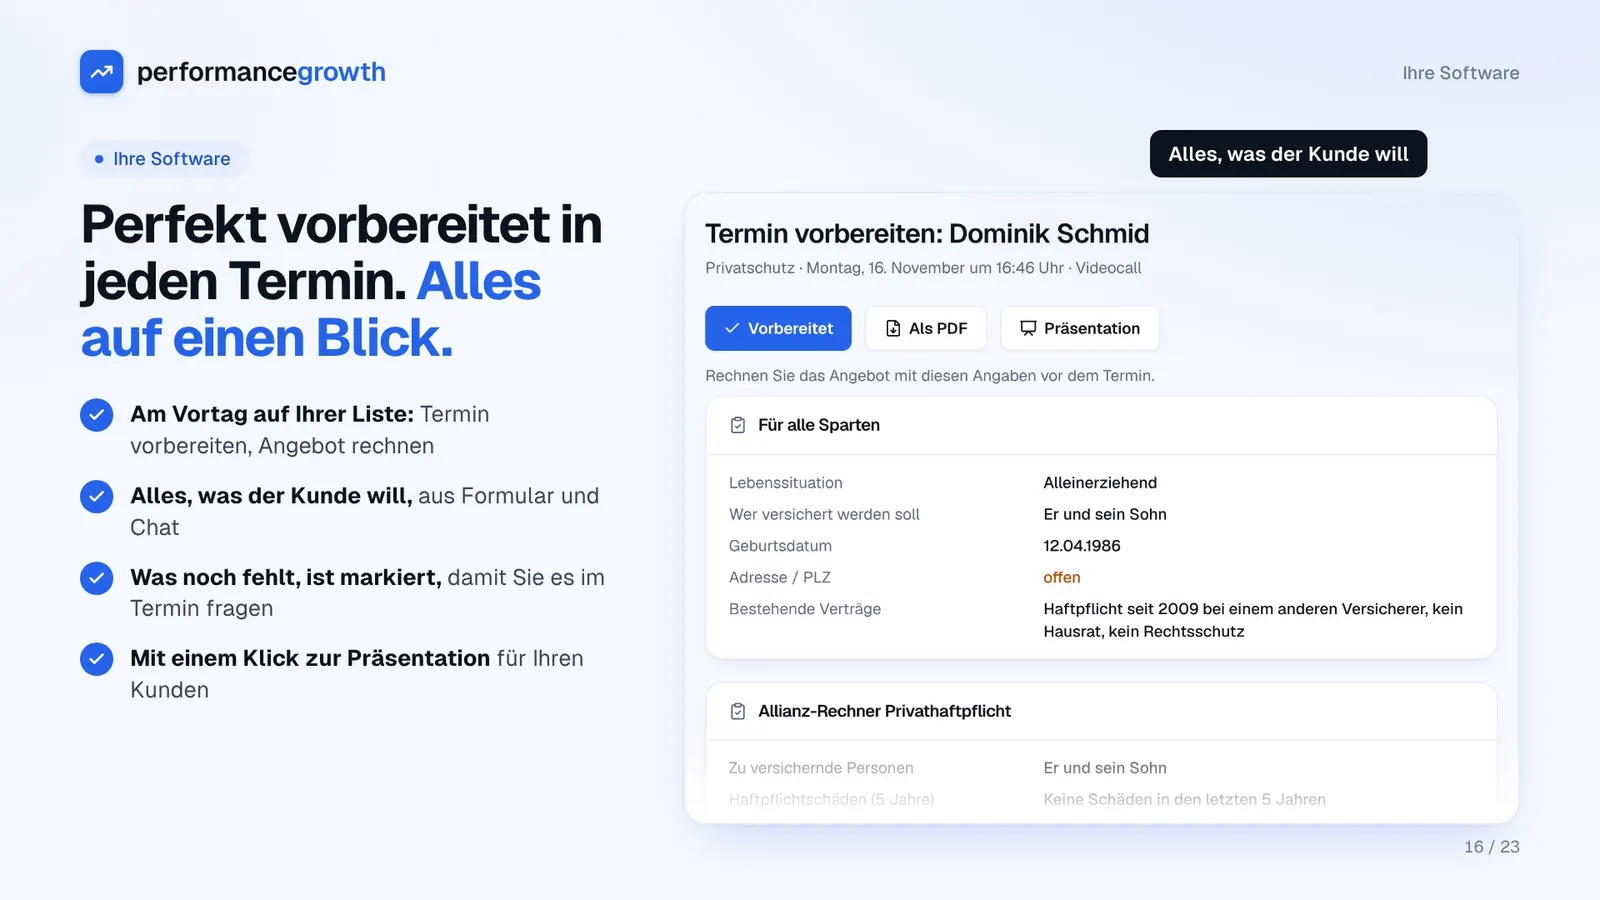 performancegrowth
Ihre Software
Ihre Software
Perfekt vorbereitet in
jeden Termin. Alles
auf einen Blick.
Am Vortag auf Ihrer Liste: Termin
vorbereiten, Angebot rechnen
Alles, was der Kunde will, aus Formular und
Chat
Was noch fehlt, ist markiert, damit Sie es im
Termin fragen
Mit einem Klick zur Präsentation für Ihren
Kunden
Alles, was der Kunde will
Termin vorbereiten: Dominik Schmid
Privatschutz · Montag, 16. November um 16:46 Uhr · Videocall
Vorbereitet
Als PDF
Präsentation
Rechnen Sie das Angebot mit diesen Angaben vor dem Termin.
Für alle Sparten
Lebenssituation Alleinerziehend
Wer versichert werden soll Er und sein Sohn
Geburtsdatum 12.04.1986
Adresse / PLZ offen
Bestehende Verträge Haftpflicht seit 2009 bei einem anderen Versicherer, kein
Hausrat, kein Rechtsschutz
Allianz-Rechner Privathaftpflicht
Zu versichernde Personen Er und sein Sohn
Haftpflichtschäden (5 Jahre) Keine Schäden in den letzten 5 Jahren
16 / 23